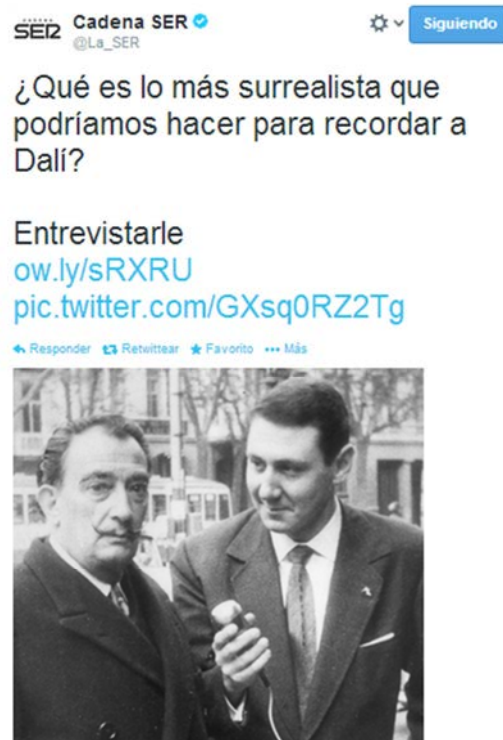 SER Cadena SER
@La_SER
Siguiendo
¿Qué es lo más surrealista que
podríamos hacer para recordar a
Dalí?
Entrevistarle
ow.ly/sRXRU
pic.twitter.com/GXsq0RZ2Tg
Responder Retwittear Favorito Más